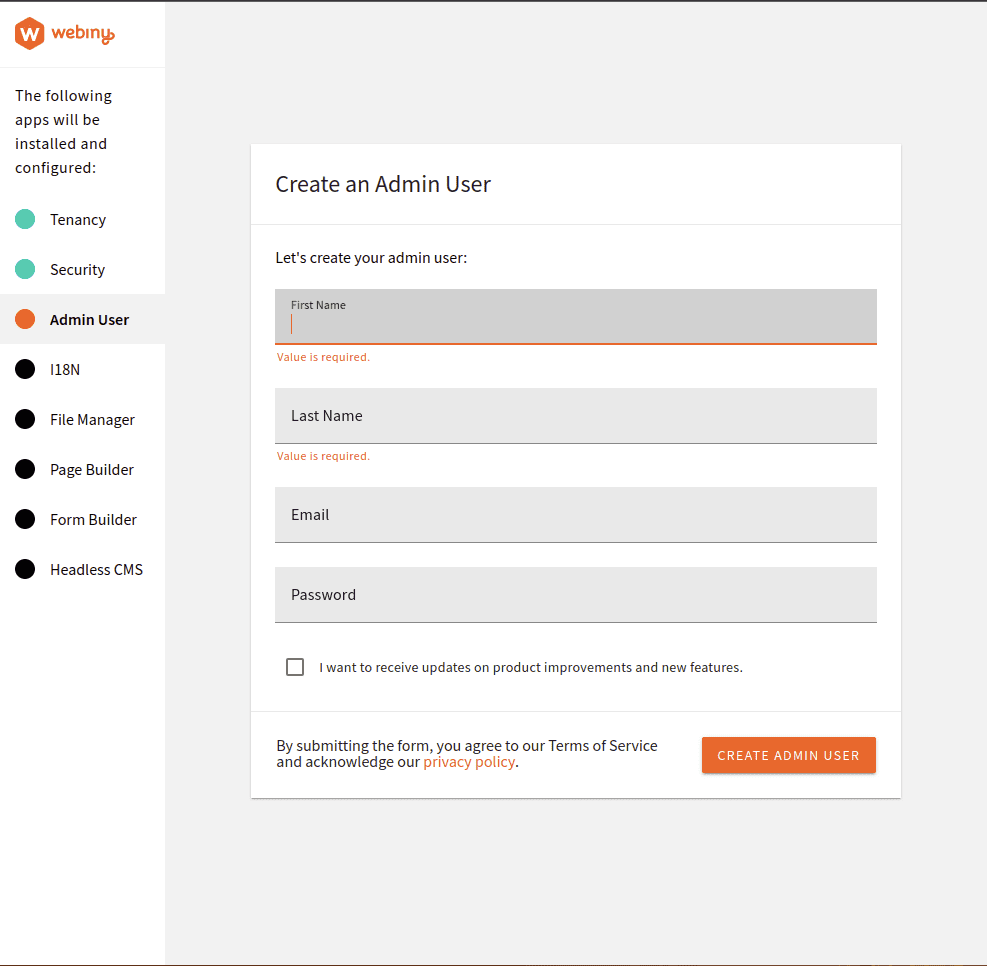 W webiny
The following
apps will be
installed and
configured:
Tenancy
Security
Admin User
I18N
File Manager
Page Builder
Form Builder
Headless CMS
Create an Admin User
Let's create your admin user:
First Name
Value is required.
Last Name
Value is required.
Email
Password
I want to receive updates on product improvements and new features.
By submitting the form, you agree to our Terms of Service
and acknowledge our privacy policy.
CREATE ADMIN USER